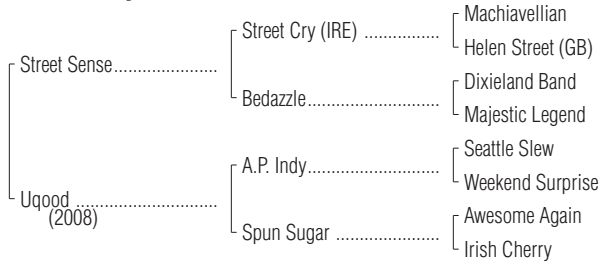 Machiavellian
Street Cry (IRE) ................
Helen Street (GB)
Street Sense......................
Dixieland Band
Bedazzle............................
Majestic Legend
Seattle Slew
A.P. Indy............................
Weekend Surprise
Uqood ..................
(2008)
Awesome Again
Spun Sugar ......................
Irish Cherry